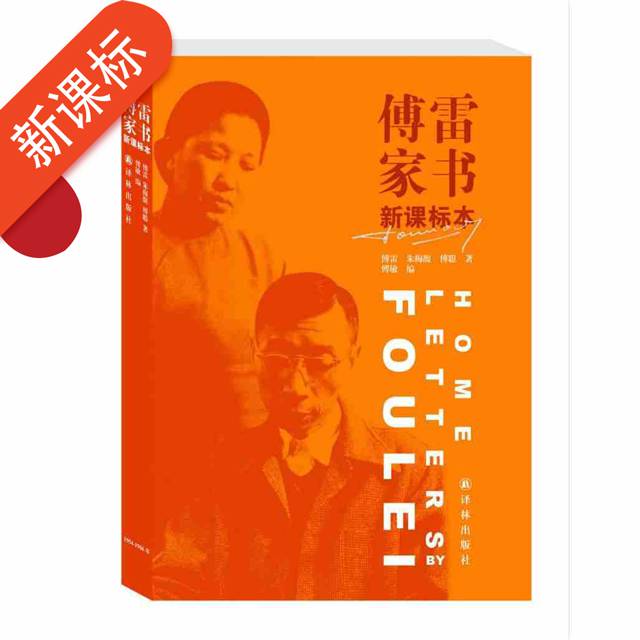 新课标
傅雷
家书
新课标本
傅雷 朱梅馥 傅聪 著
傅敏 编
HOME
LETTERS BY
FOULEI
译林出版社
傅雷
家书
新课标本
傅雷 朱梅馥 傅聪 著
傅敏 编
译林出版社